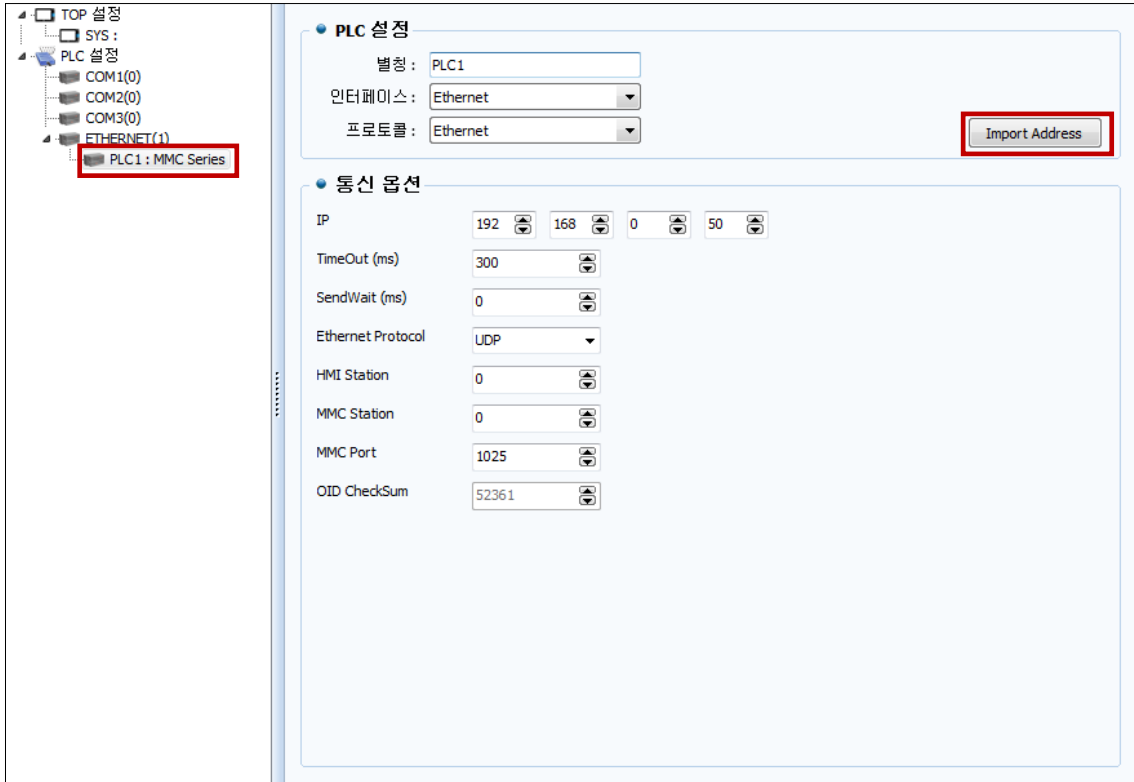 TOP 설정
SYS :
PLC 설정
COM1(0)
COM2(0)
COM3(0)
ETHERNET(1)
PLC1 : MMC Series
PLC 설정
별칭 : PLC1
인터페이스 : Ethernet
프로토콜 : Ethernet
Import Address
통신 옵션
IP 192 168 0 50
TimeOut (ms) 300
SendWait (ms) 0
Ethernet Protocol UDP
HMI Station 0
MMC Station 0
MMC Port 1025
OID CheckSum 52361